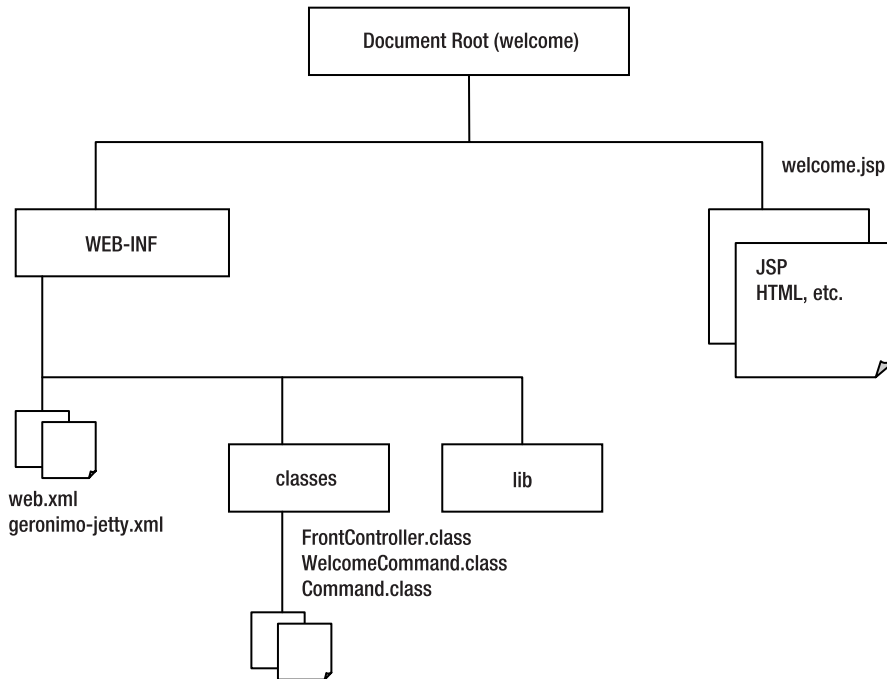 Document Root (welcome)
welcome.jsp
WEB-INF
JSP
HTML, etc.
classes
lib
web.xml
geronimo-jetty.xml
FrontController.class
WelcomeCommand.class
Command.class